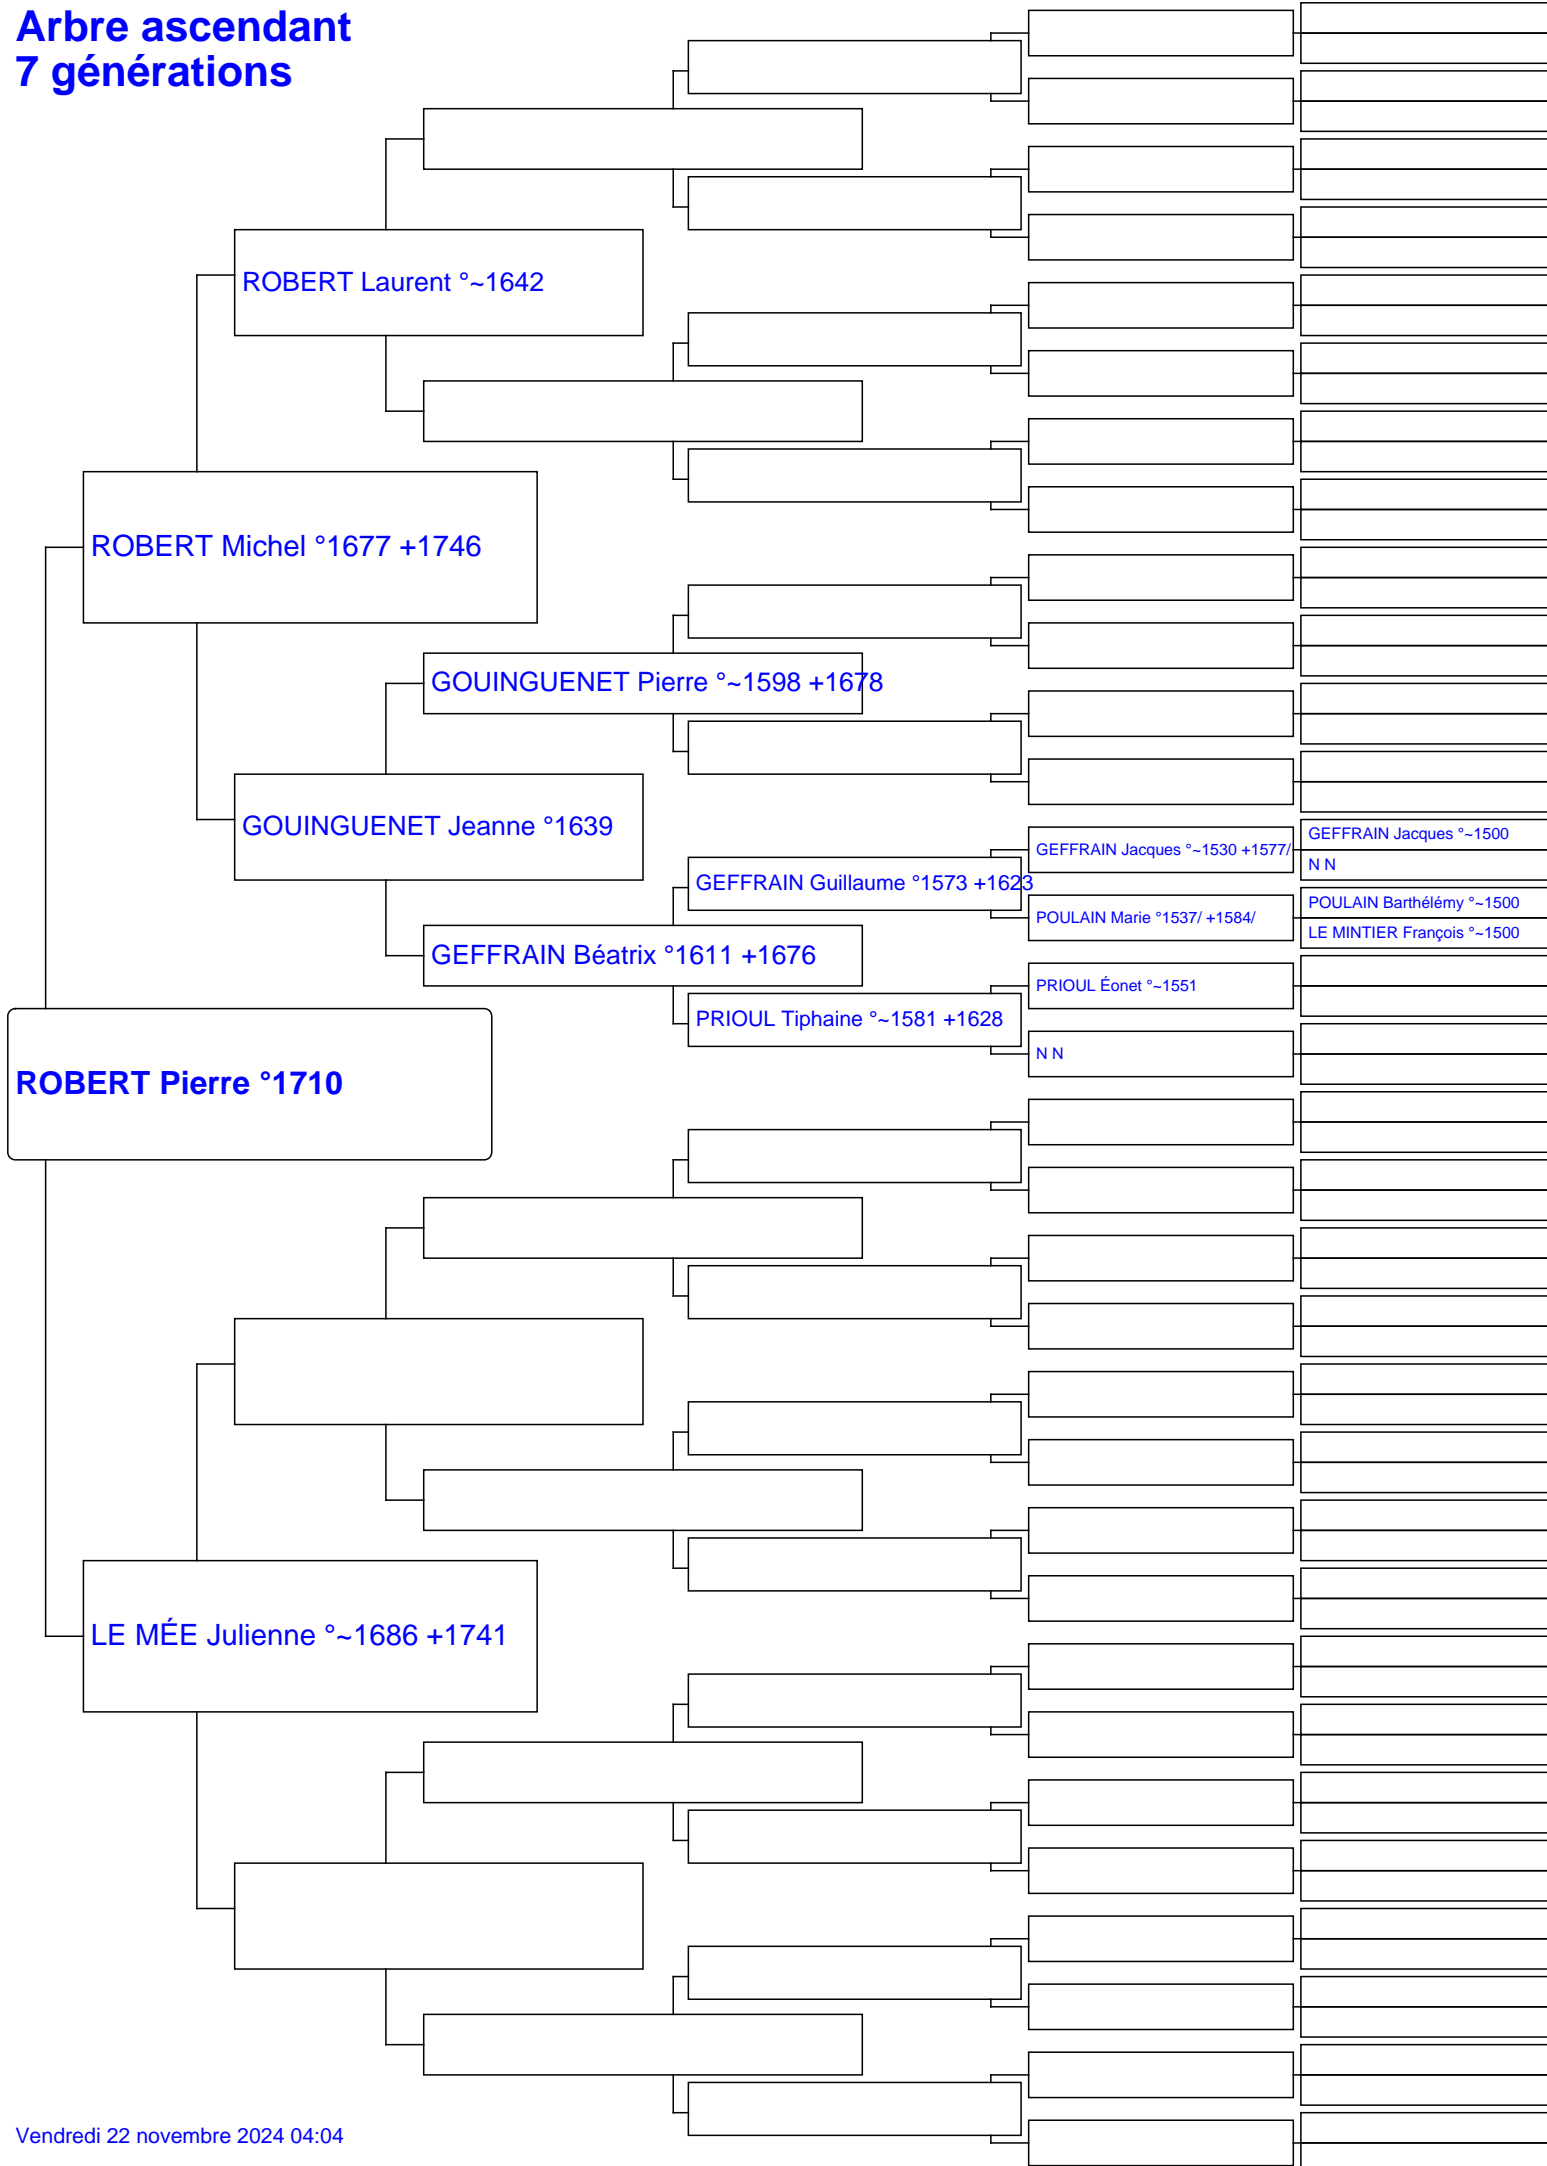 Arbre ascendant
7 générations
ROBERT Laurent °~1642
ROBERT Michel °1677 +1746
GOUINGUENET Pierre °~1598 +1678
GOUINGUENET Jeanne °1639
GEFFRAIN Jacques °~1500
GEFFRAIN Jacques °~1530 +1577/
N N
GEFFRAIN Guillaume °1573 +1623
POULAIN Barthélémy °~1500
POULAIN Marie °1537/ +1584/
LE MINTIER François °~1500
GEFFRAIN Béatrix °1611 +1676
PRIOUL Éonet °~1551
PRIOUL Tiphaine °~1581 +1628
N N
ROBERT Pierre °1710
LE MÉE Julienne °~1686 +1741
Vendredi 22 novembre 2024 04:04